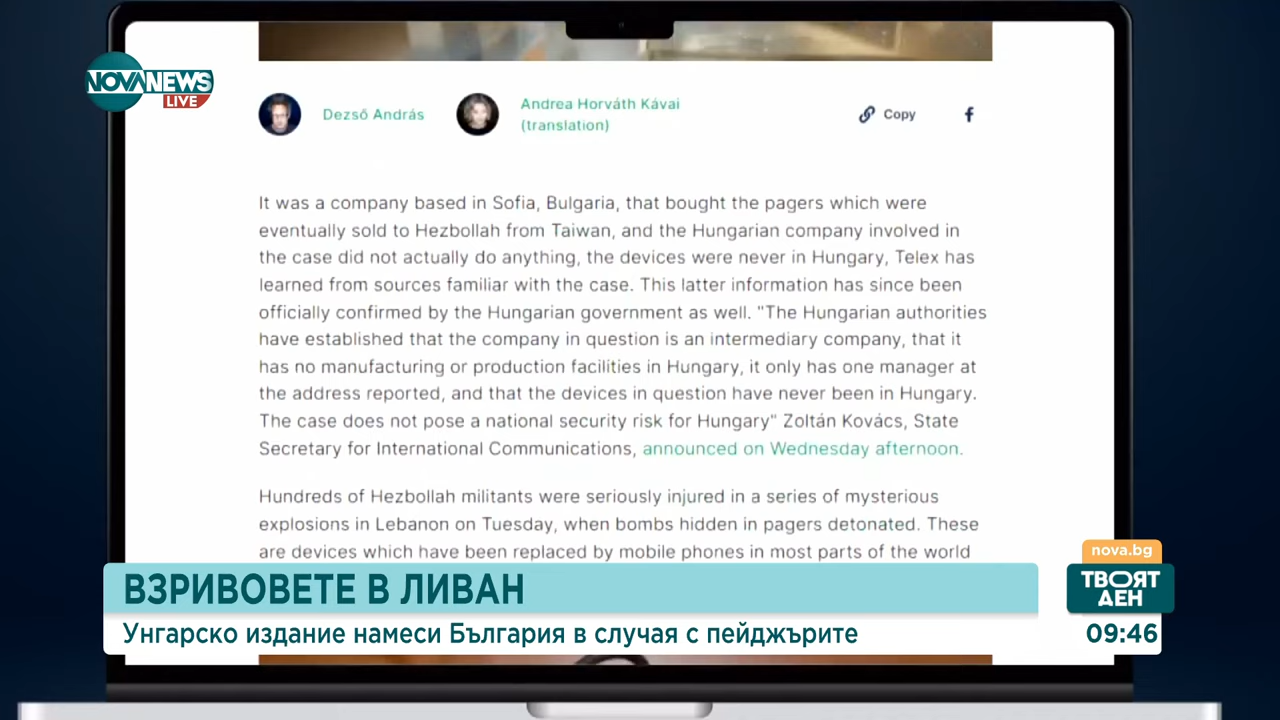 NOVANEWS
LIVE
Dezső András
Andrea Horváth Kávai
(translation)
Copy
It was a company based in Sofia, Bulgaria, that bought the pagers which were
eventually sold to Hezbollah from Taiwan, and the Hungarian company involved in
the case did not actually do anything, the devices were never in Hungary, Telex has
learned from sources familiar with the case. This latter information has since been
officially confirmed by the Hungarian government as well. "The Hungarian authorities
have established that the company in question is an intermediary company, that it
has no manufacturing or production facilities in Hungary, it only has one manager at
the address reported, and that the devices in question have never been in Hungary.
The case does not pose a national security risk for Hungary" Zoltán Kovács, State
Secretary for International Communications, announced on Wednesday afternoon.
Hundreds of Hezbollah militants were seriously injured in a series of mysterious
explosions in Lebanon on Tuesday, when bombs hidden in pagers detonated. These
are devices which have been replaced by mobile phones in most parts of the world
nova.bg
ВЗРИВОВЕТЕ В ЛИВАН
ТВОЯТ
ДЕН
Унгарско издание намеси България в случая с пейджърите
09:46